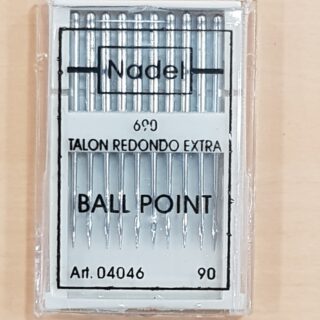 Nadel
690
TALON REDONDO EXTRA
BALL POINT
Art. 04046 90